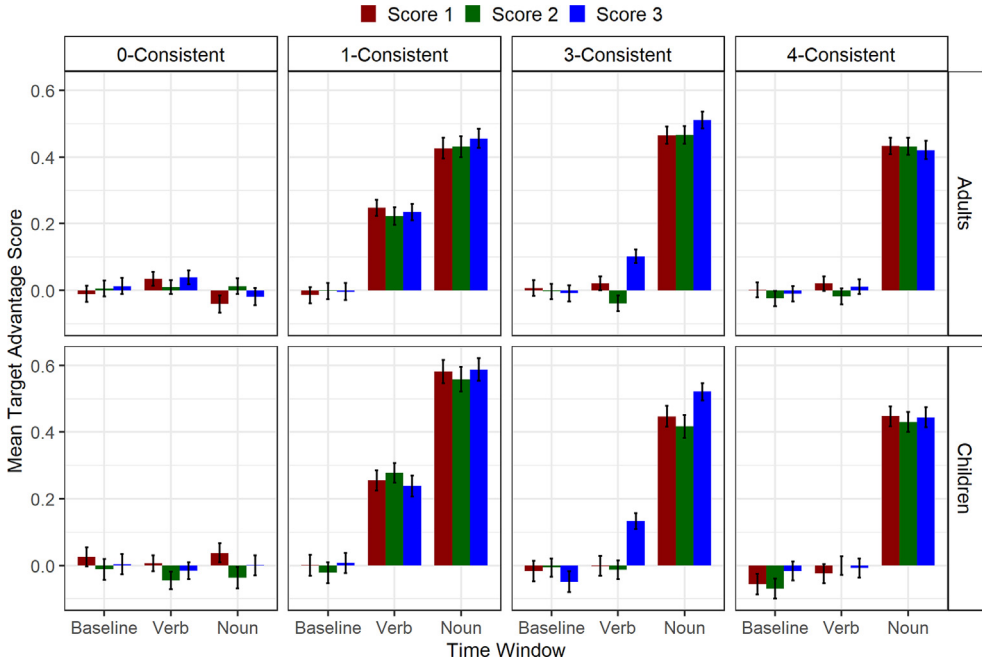 Score 1 Score 2 Score 3
0-Consistent 1-Consistent 3-Consistent 4-Consistent
Mean Target Advantage Score
0.6
0.4
0.2
0.0
Adults
0.6
0.4
0.2
0.0
Children
Baseline Verb Noun Baseline Verb Noun Baseline Verb Noun Baseline Verb Noun
Time Window